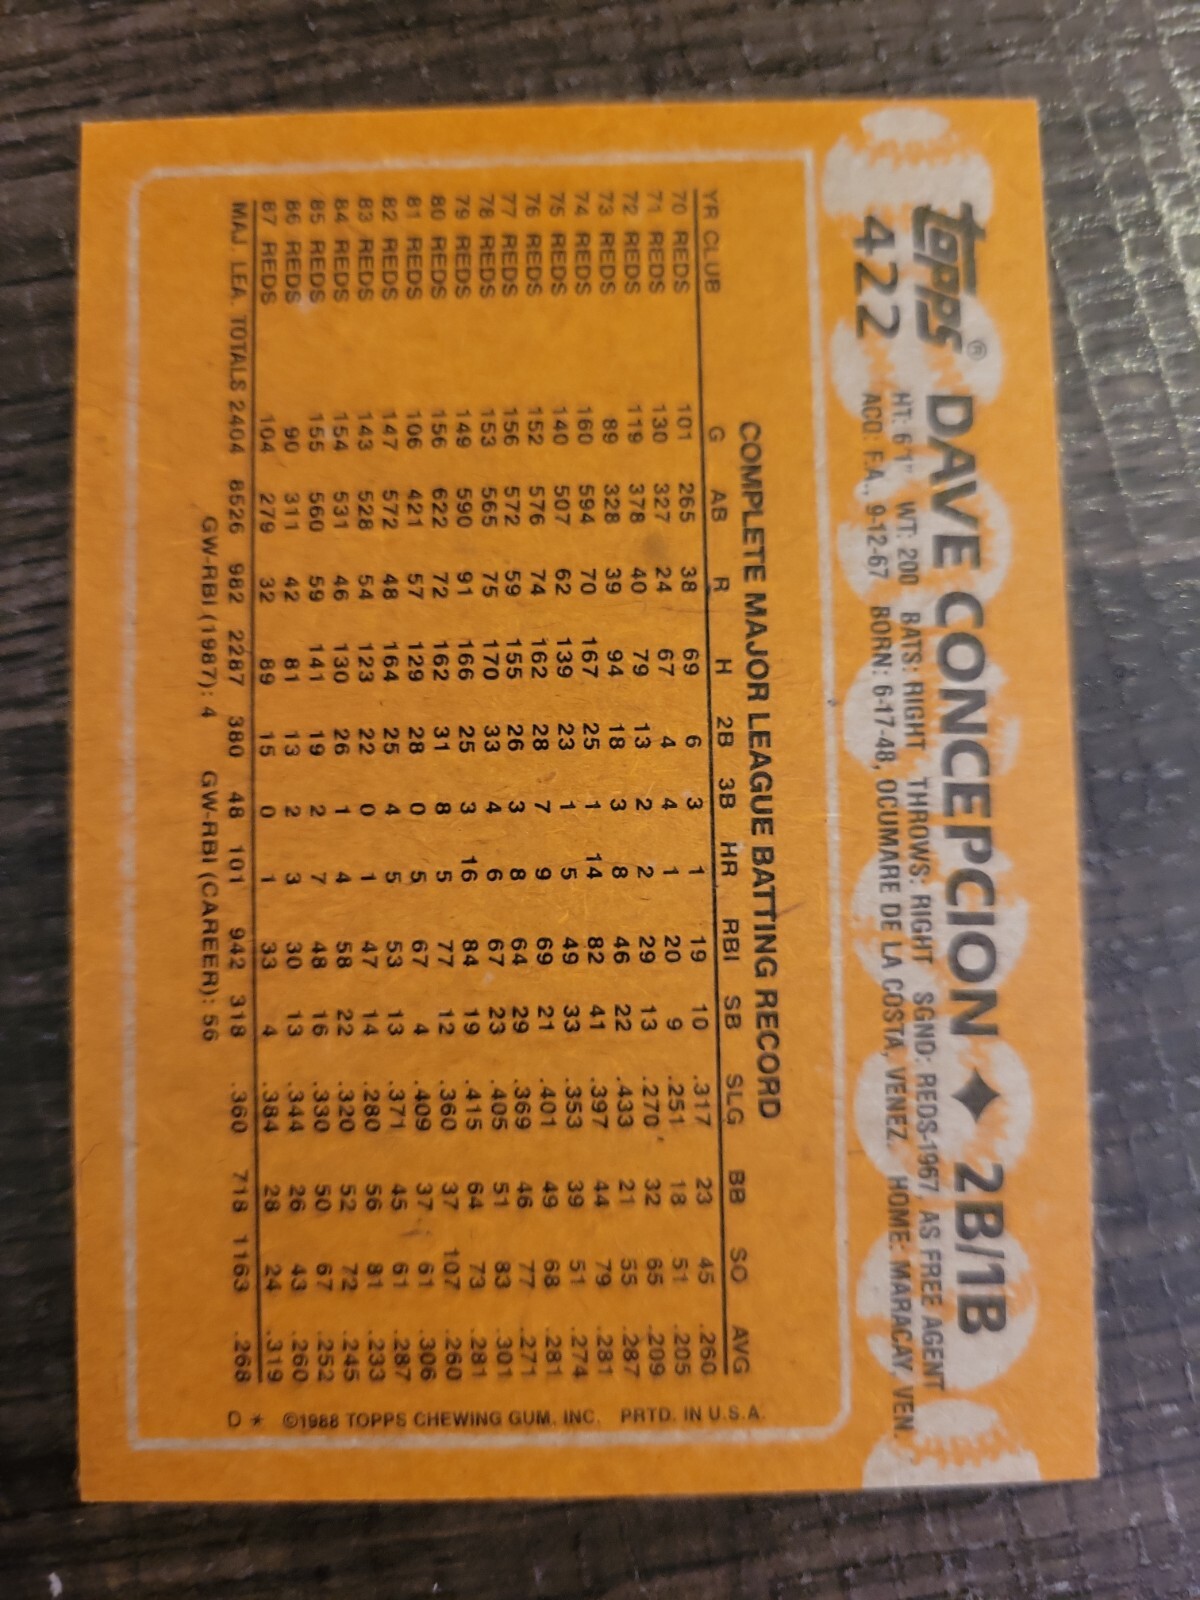 topps®
422
DAVE CONCEPCION ✦ 2B/1B
HT: 6'1" WT: 200 BATS: RIGHT THROWS: RIGHT SGND: REDS-1967, AS FREE AGENT
ACQ: F.A., 9-12-67 BORN: 6-17-48, OCUMARE DE LA COSTA, VENEZ. HOME: MARACAY, VEN.
COMPLETE MAJOR LEAGUE BATTING RECORD
YR CLUB G AB R H 2B 3B HR RBI SB SLG BB SO AVG
70 REDS 101 265 38 69 6 3 1 19 10 .317 23 45 .260
71 REDS 130 327 24 67 4 4 1 20 9 .251 18 51 .205
72 REDS 119 378 40 79 13 2 2 29 13 .270 32 65 .209
73 REDS 89 328 39 94 18 3 8 46 22 .433 21 55 .287
74 REDS 160 594 70 167 25 1 14 82 41 .397 44 79 .281
75 REDS 140 507 62 139 23 1 5 49 33 .353 39 51 .274
76 REDS 152 576 74 162 28 7 9 69 21 .401 49 68 .281
77 REDS 156 572 59 155 26 3 8 64 29 .369 46 77 .271
78 REDS 153 565 75 170 33 4 6 67 23 .405 51 83 .301
79 REDS 149 590 91 166 25 3 16 84 19 .415 64 73 .281
80 REDS 156 622 72 162 31 8 5 77 12 .360 37 107 .260
81 REDS 106 421 57 129 28 0 5 67 4 .409 37 61 .306
82 REDS 147 572 48 164 25 4 5 53 13 .371 45 61 .287
83 REDS 143 528 54 123 22 0 1 47 14 .280 56 81 .233
84 REDS 154 531 46 130 26 1 4 58 22 .320 52 72 .245
85 REDS 155 560 59 141 19 2 7 48 16 .330 50 67 .252
86 REDS 90 311 42 81 13 2 3 30 13 .344 26 43 .260
87 REDS 104 279 32 89 15 0 1 33 4 .384 28 24 .319
MAJ. LEA. TOTALS 2404 8526 982 2287 380 48 101 942 318 .360 718 1163 .268
GW-RBI (1987): 4 GW-RBI (CAREER): 56
D * ©1988 TOPPS CHEWING GUM, INC. PRTD. IN U.S.A.